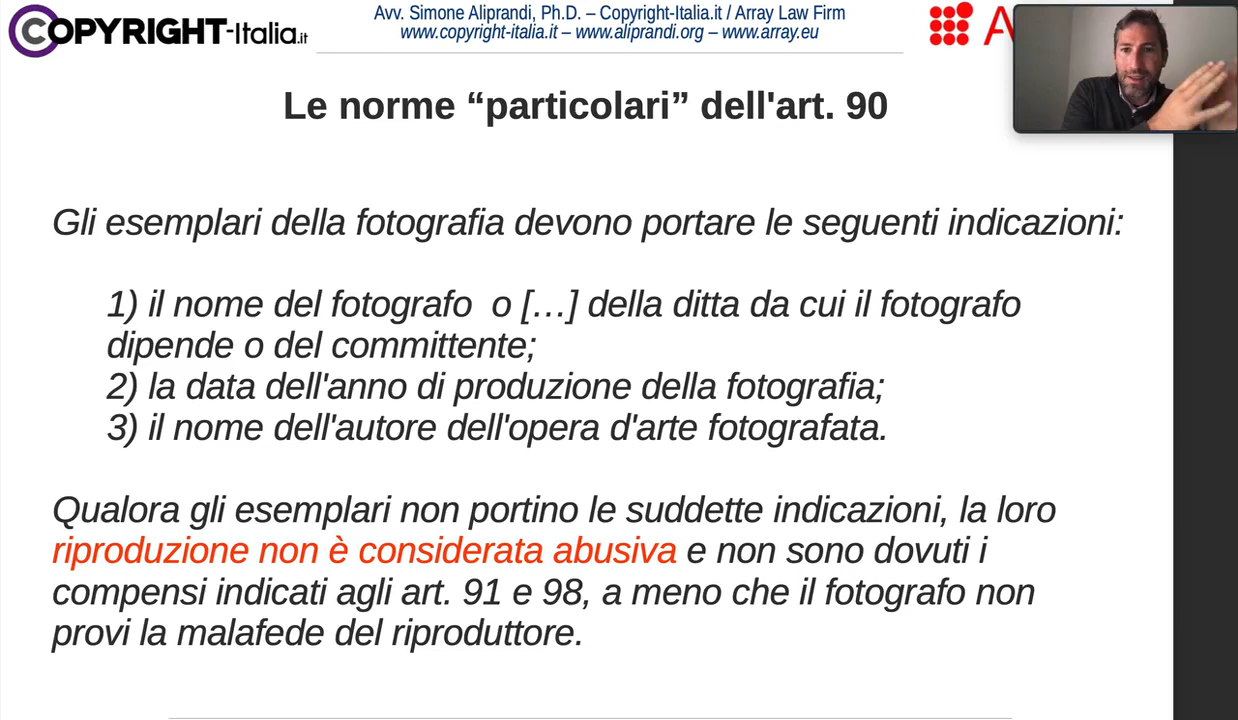 COPYRIGHT-Italia.it
Avv. Simone Aliprandi, Ph.D. – Copyright-Italia.it / Array Law Firm
www.copyright-italia.it – www.aliprandi.org – www.array.eu
A
Le norme “particolari” dell'art. 90
Gli esemplari della fotografia devono portare le seguenti indicazioni:
1) il nome del fotografo o […] della ditta da cui il fotografo
dipende o del committente;
2) la data dell'anno di produzione della fotografia;
3) il nome dell'autore dell'opera d'arte fotografata.
Qualora gli esemplari non portino le suddette indicazioni, la loro
riproduzione non è considerata abusiva e non sono dovuti i
compensi indicati agli art. 91 e 98, a meno che il fotografo non
provi la malafede del riproduttore.